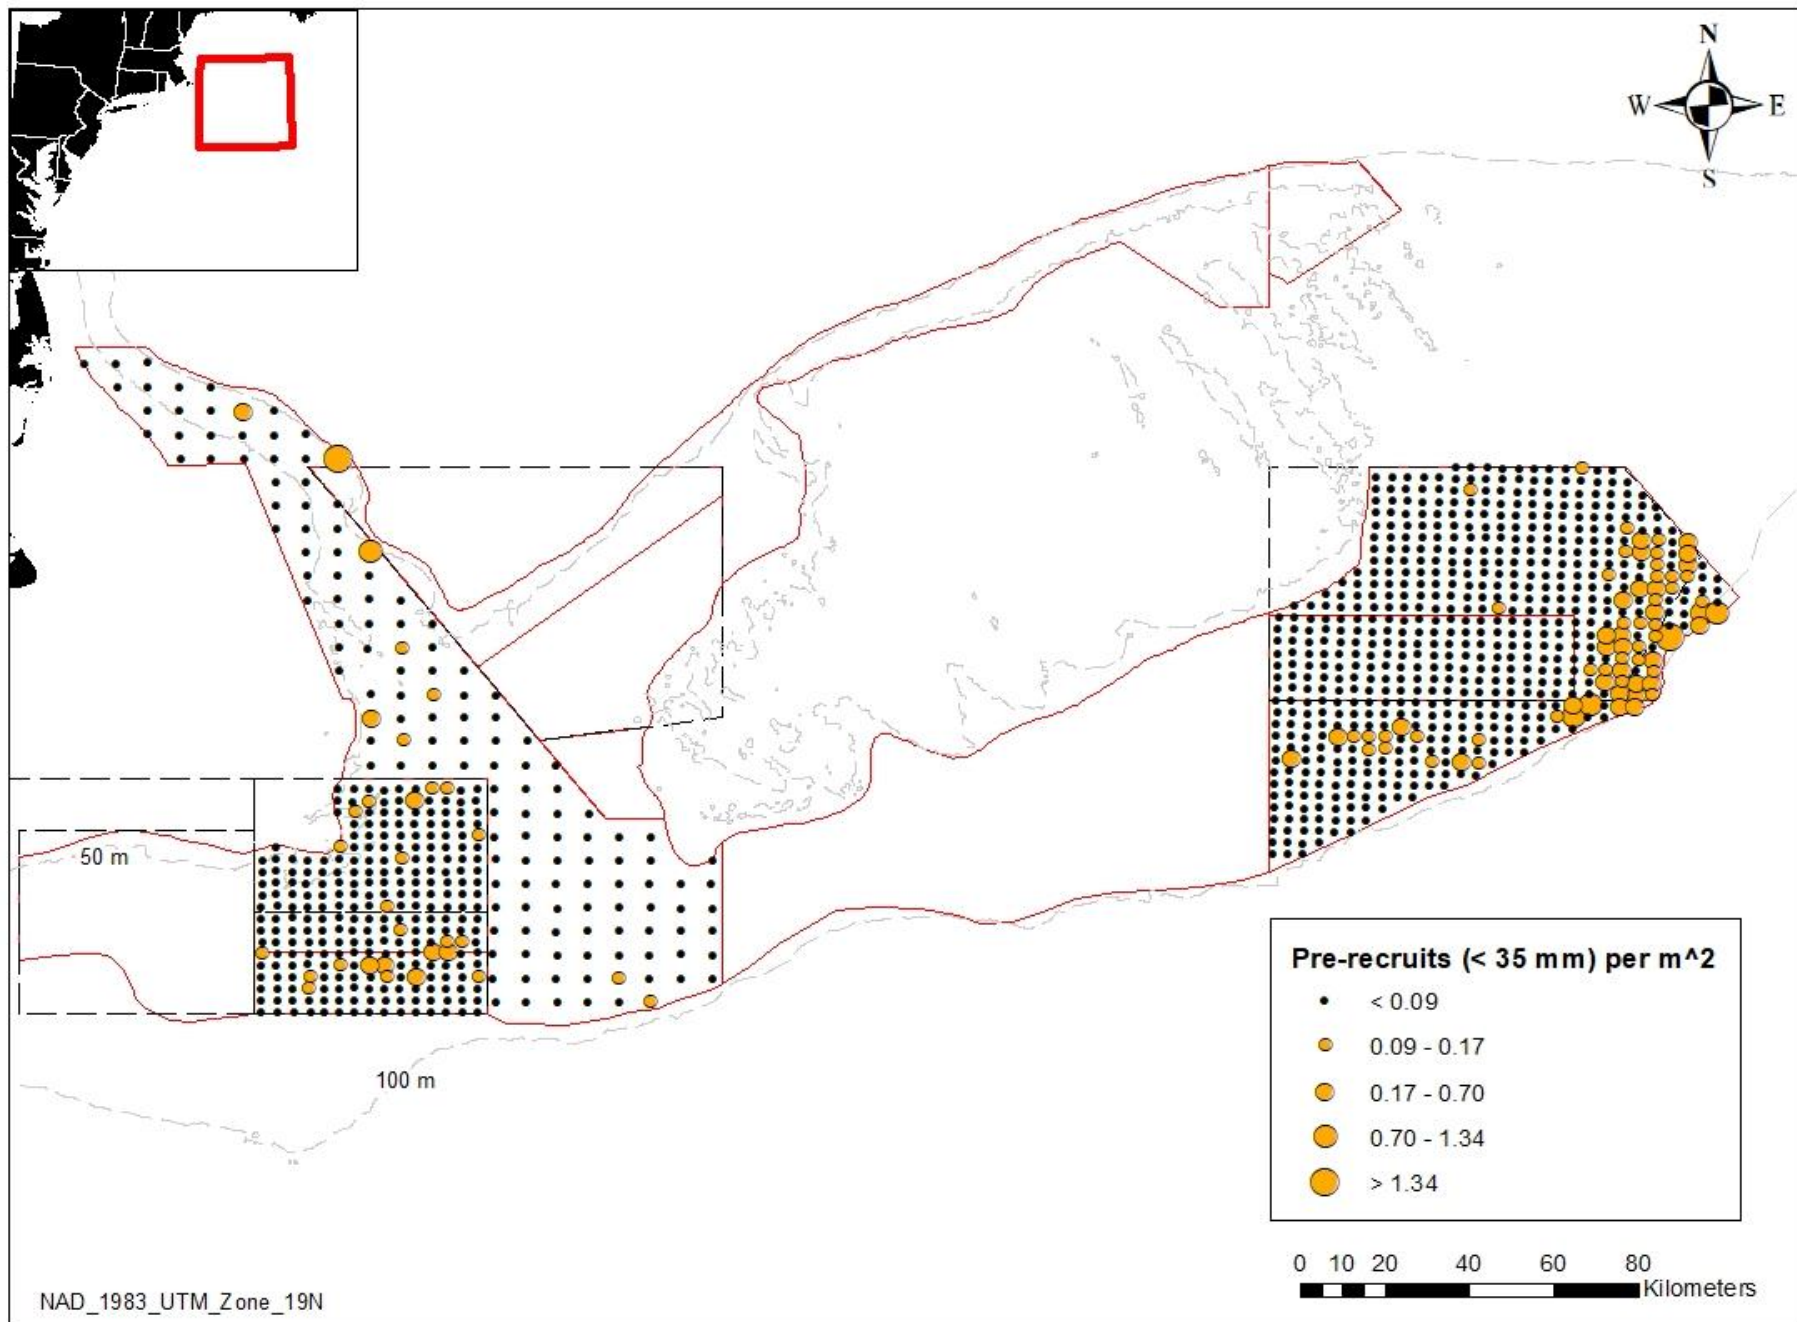 N
W E
S
50 m
100 m
Pre-recruits (< 35 mm) per m^2
< 0.09
0.09 - 0.17
0.17 - 0.70
0.70 - 1.34
> 1.34
0 10 20 40 60 80
Kilometers
NAD_1983_UTM_Zone_19N